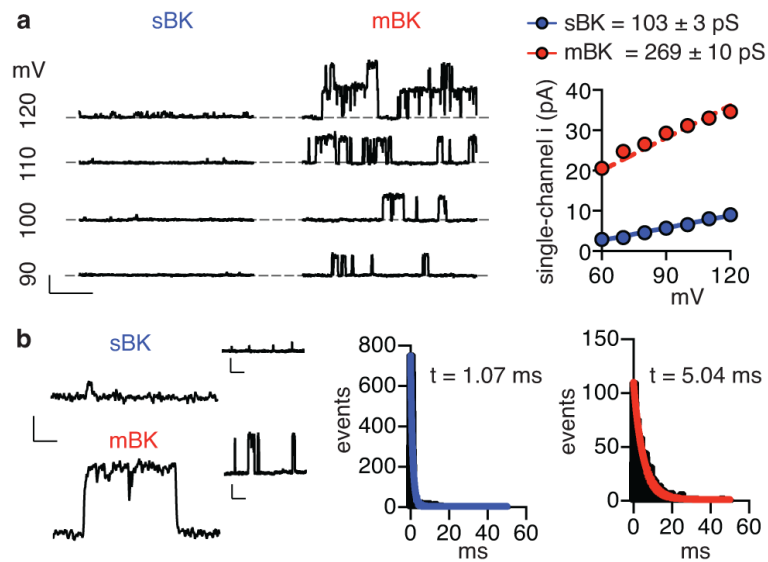 a
sBK
mBK
mV
120
110
100
90
sBK = 103 ± 3 pS
mBK = 269 ± 10 pS
single-channel i (pA)
40
30
20
10
0
60
90
120
mV
b
sBK
mBK
events
800
600
400
200
0
t = 1.07 ms
0
20
40
60
ms
events
150
100
50
0
t = 5.04 ms
0
20
40
60
ms